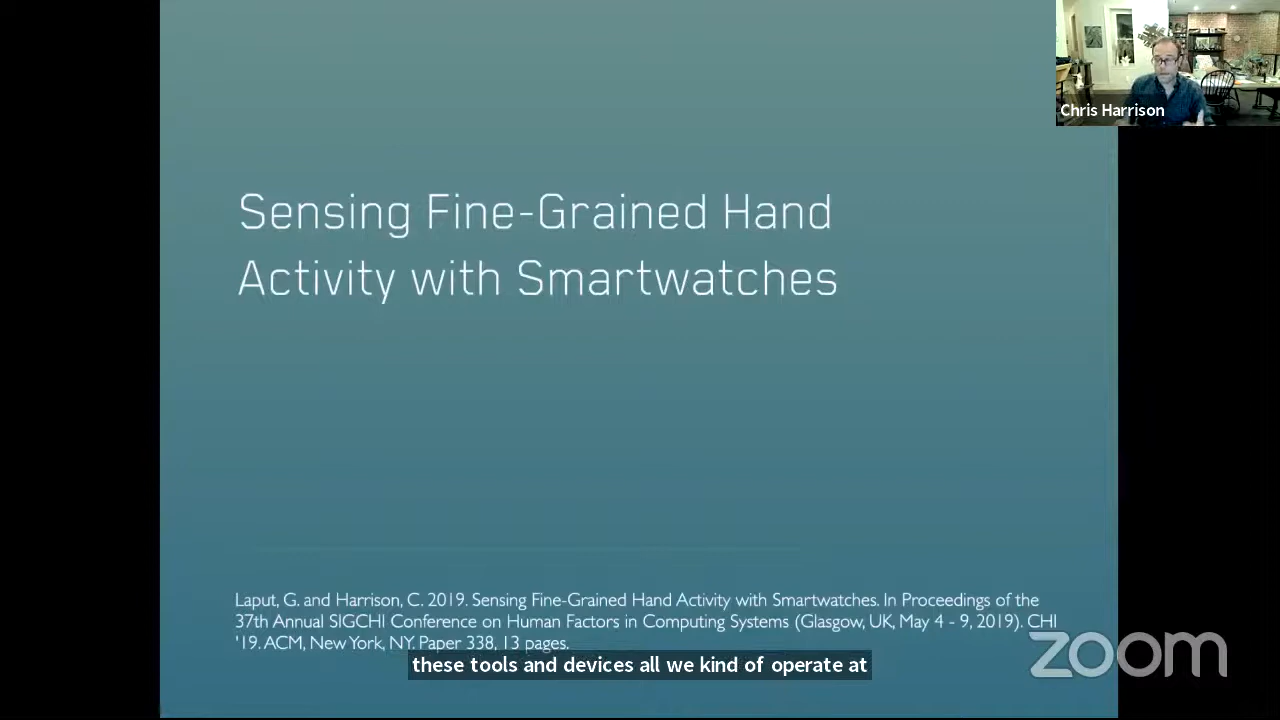 Chris Harrison
Sensing Fine-Grained Hand
Activity with Smartwatches
Laput, G. and Harrison, C. 2019. Sensing Fine-Grained Hand Activity with Smartwatches. In Proceedings of the
37th Annual SIGCHI Conference on Human Factors in Computing Systems (Glasgow, UK, May 4 - 9, 2019). CHI
'19. ACM, New York, NY. Paper 338, 13 pages.
these tools and devices all we kind of operate at
zoom